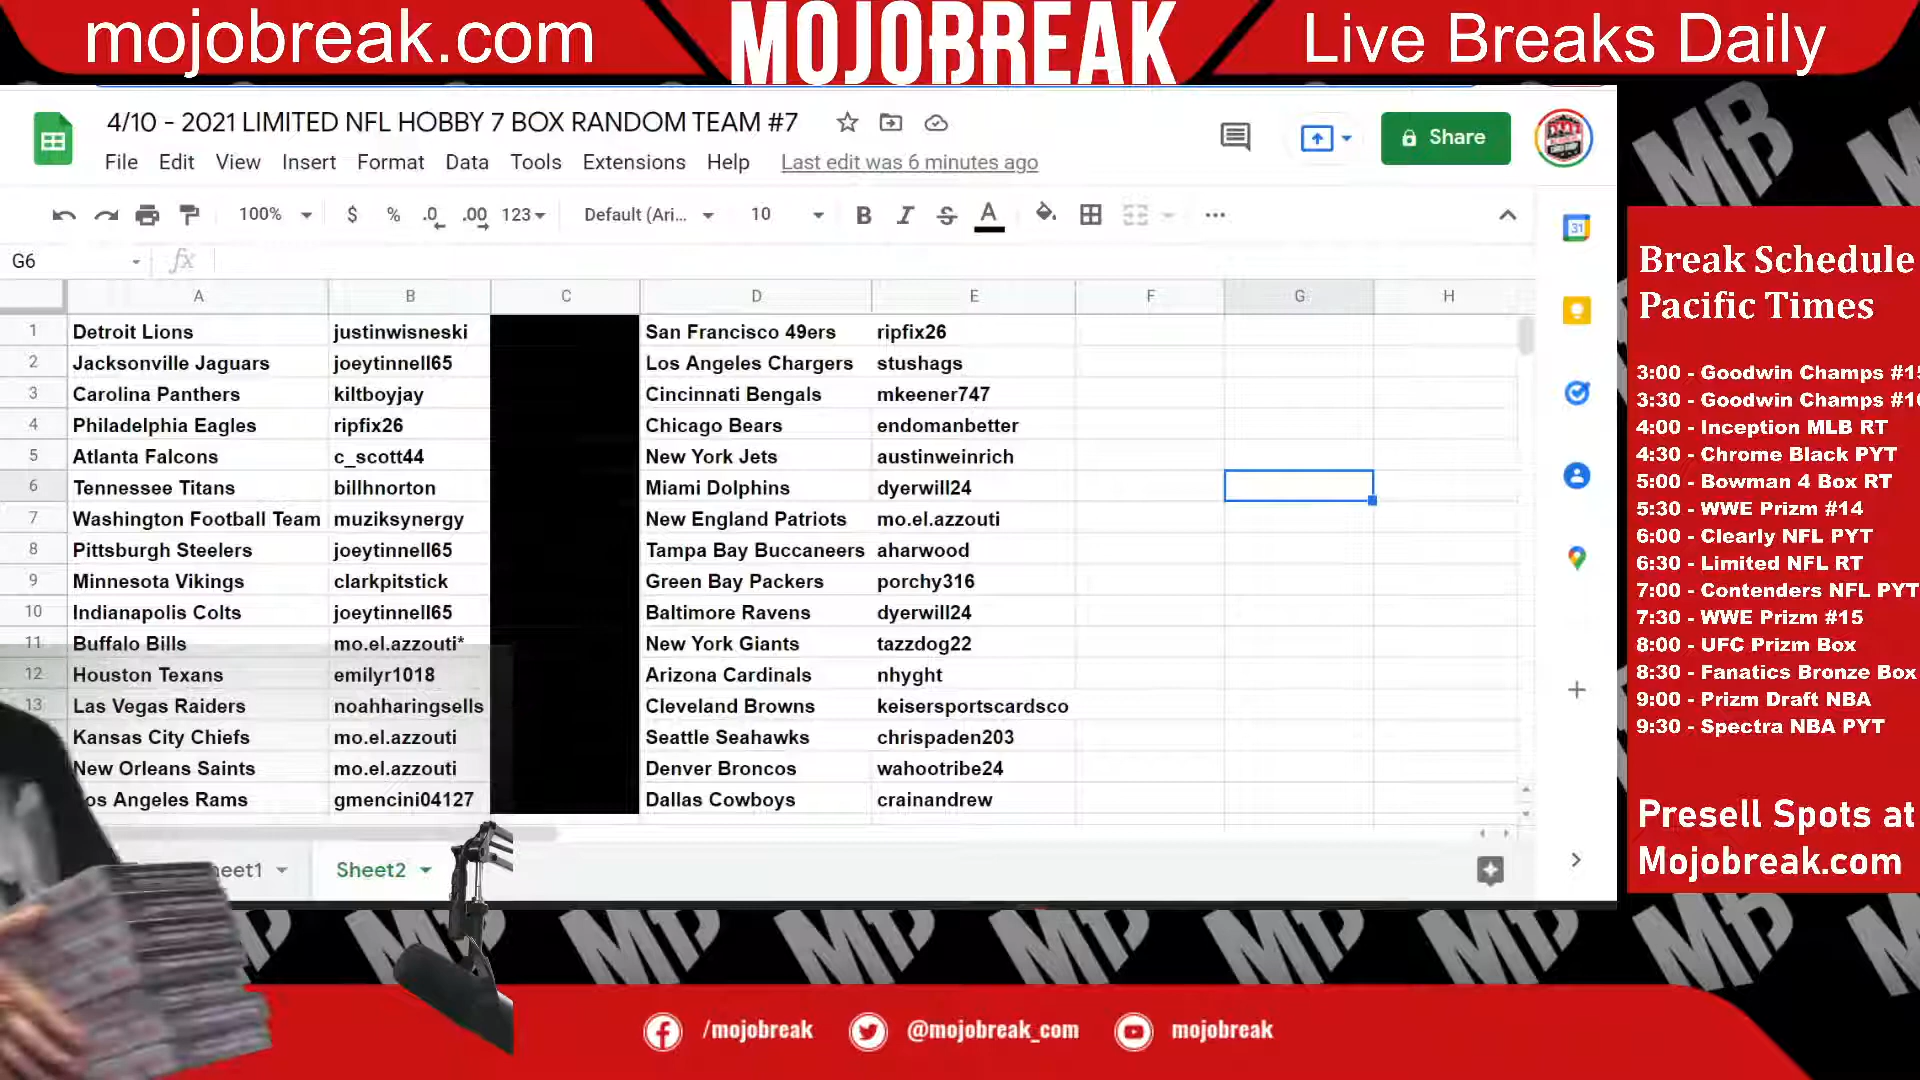 mojobreak.com
MOJOBREAK
Live Breaks Daily
4/10 - 2021 LIMITED NFL HOBBY 7 BOX RANDOM TEAM #7
Share
File Edit View Insert Format Data Tools Extensions Help Last edit was 6 minutes ago
100% $ % .0 .00 123 Default (Ari... 10 B I S A
31
G6 fx
A B C D E F G H
1 Detroit Lions justinwisneski San Francisco 49ers ripfix26
2 Jacksonville Jaguars joeytinnell65 Los Angeles Chargers stushags
3 Carolina Panthers kiltboyjay Cincinnati Bengals mkeener747
4 Philadelphia Eagles ripfix26 Chicago Bears endomanbetter
5 Atlanta Falcons c_scott44 New York Jets austinweinrich
6 Tennessee Titans billhnorton Miami Dolphins dyerwill24
7 Washington Football Team muziksynergy New England Patriots mo.el.azzouti
8 Pittsburgh Steelers joeytinnell65 Tampa Bay Buccaneers aharwood
9 Minnesota Vikings clarkpitstick Green Bay Packers porchy316
10 Indianapolis Colts joeytinnell65 Baltimore Ravens dyerwill24
11 Buffalo Bills mo.el.azzouti* New York Giants tazzdog22
12 Houston Texans emilyr1018 Arizona Cardinals nhyght
13 Las Vegas Raiders noahharingsells Cleveland Browns keisersportscardsco
Kansas City Chiefs mo.el.azzouti Seattle Seahawks chrispaden203
New Orleans Saints mo.el.azzouti Denver Broncos wahootribe24
os Angeles Rams gmencini04127 Dallas Cowboys crainandrew
heet1 Sheet2
Break Schedule
Pacific Times
3:00 - Goodwin Champs #15
3:30 - Goodwin Champs #16
4:00 - Inception MLB RT
4:30 - Chrome Black PYT
5:00 - Bowman 4 Box RT
5:30 - WWE Prizm #14
6:00 - Clearly NFL PYT
6:30 - Limited NFL RT
7:00 - Contenders NFL PYT
7:30 - WWE Prizm #15
8:00 - UFC Prizm Box
8:30 - Fanatics Bronze Box
9:00 - Prizm Draft NBA
9:30 - Spectra NBA PYT
Presell Spots at
Mojobreak.com
/mojobreak @mojobreak_com mojobreak